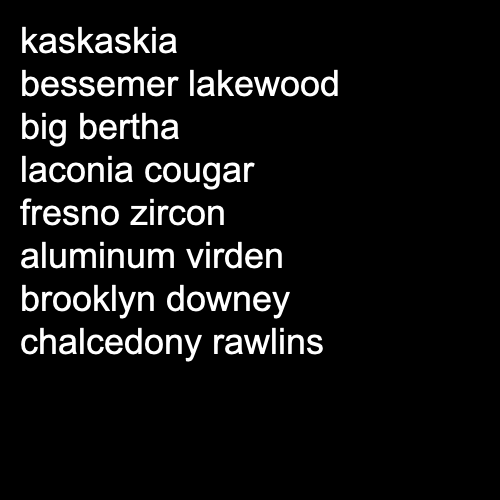 kaskaskia
bessemer lakewood
big bertha
laconia cougar
fresno zircon
aluminum virden
brooklyn downey
chalcedony rawlins